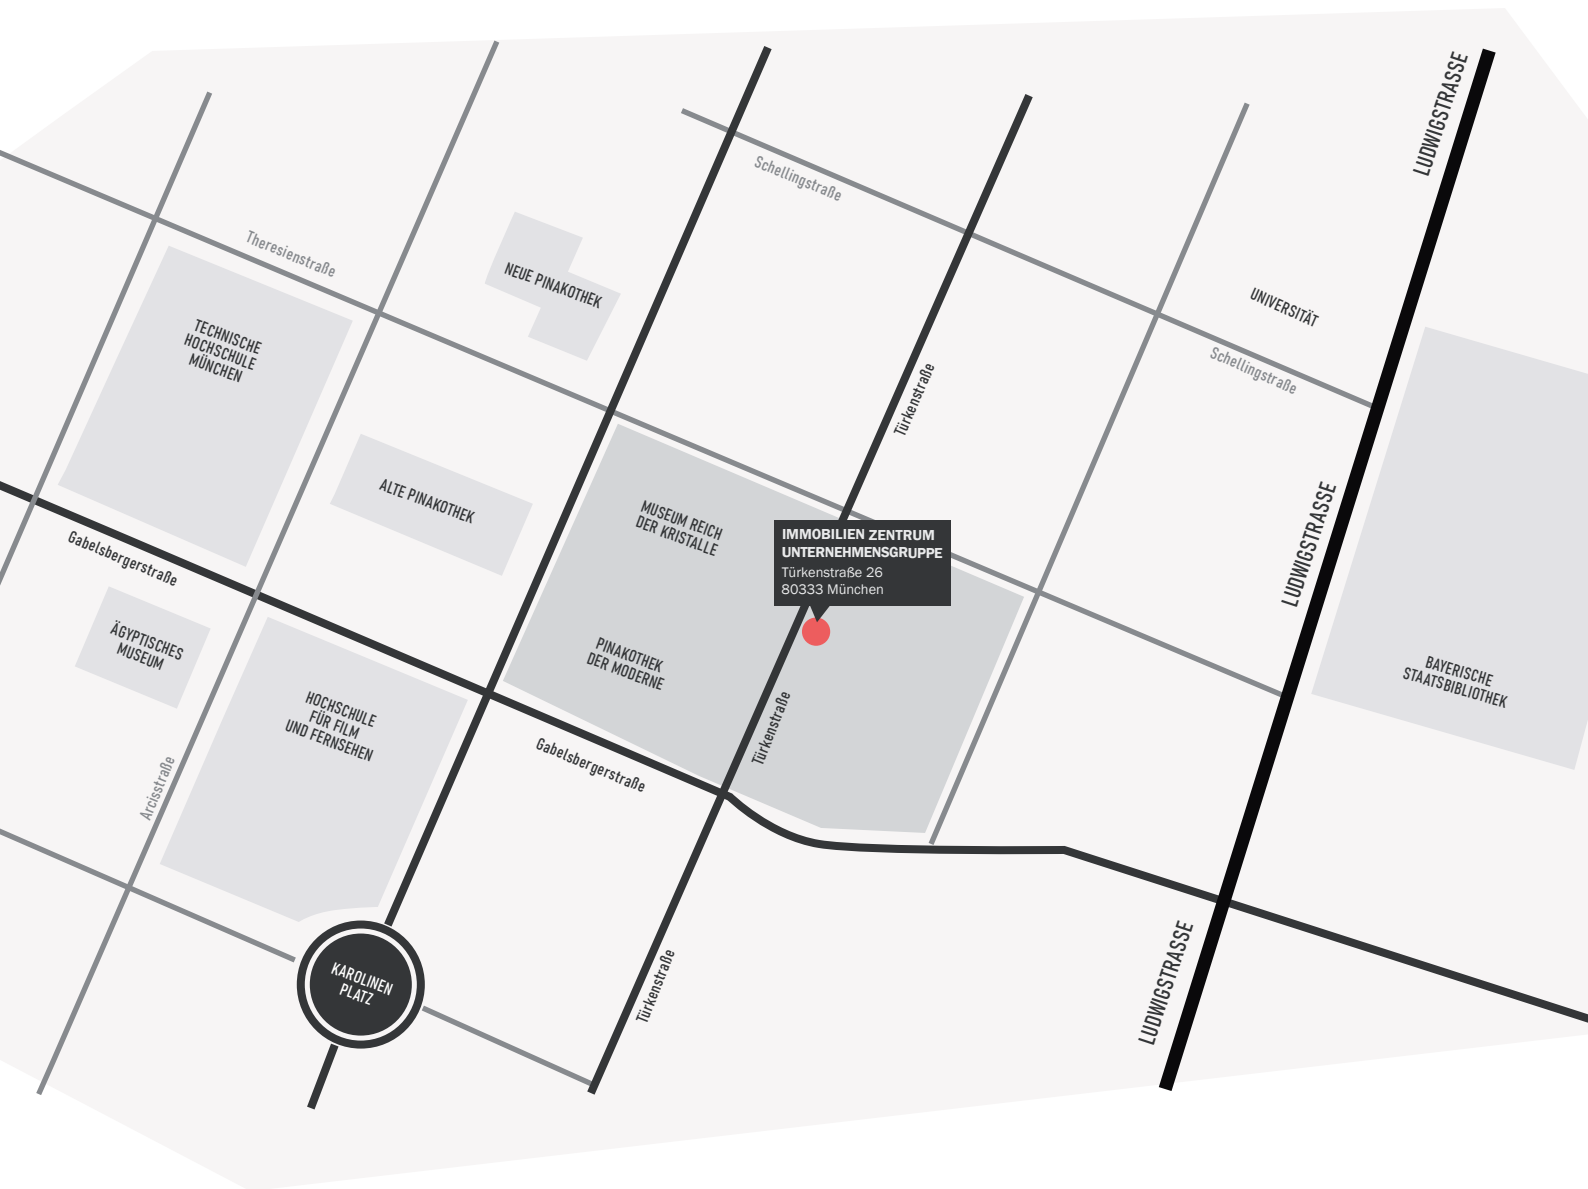 LUDWIGSTRASSE
Schellingstraße
Theresienstraße
NEUE PINAKOTHEK
UNIVERSITÄT
Schellingstraße
TECHNISCHE
HOCHSCHULE
MÜNCHEN
Türkenstraße
ALTE PINAKOTHEK
MUSEUM REICH
DER KRISTALLE
IMMOBILIEN ZENTRUM
UNTERNEHMENSGRUPPE
Türkenstraße 26
80333 München
LUDWIGSTRASSE
Gabelsbergerstraße
ÄGYPTISCHES
MUSEUM
PINAKOTHEK
DER MODERNE
BAYERISCHE
STAATSBIBLIOTHEK
HOCHSCHULE
FÜR FILM
UND FERNSEHEN
Türkenstraße
Gabelsbergerstraße
Arcisstraße
KAROLINEN
PLATZ
Türkenstraße
LUDWIGSTRASSE